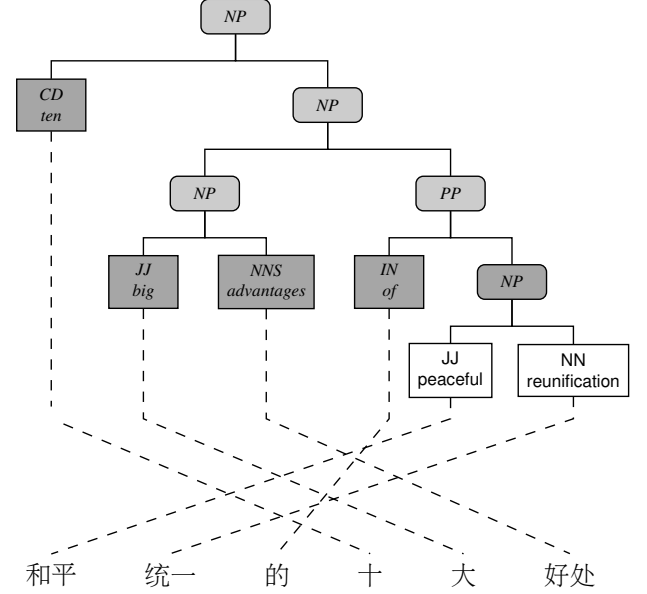 NP
CD
ten
NP
NP
PP
JJ
big
NNS
advantages
IN
of
NP
JJ
peaceful
NN
reunification
和平 统一 的 十 大 好处